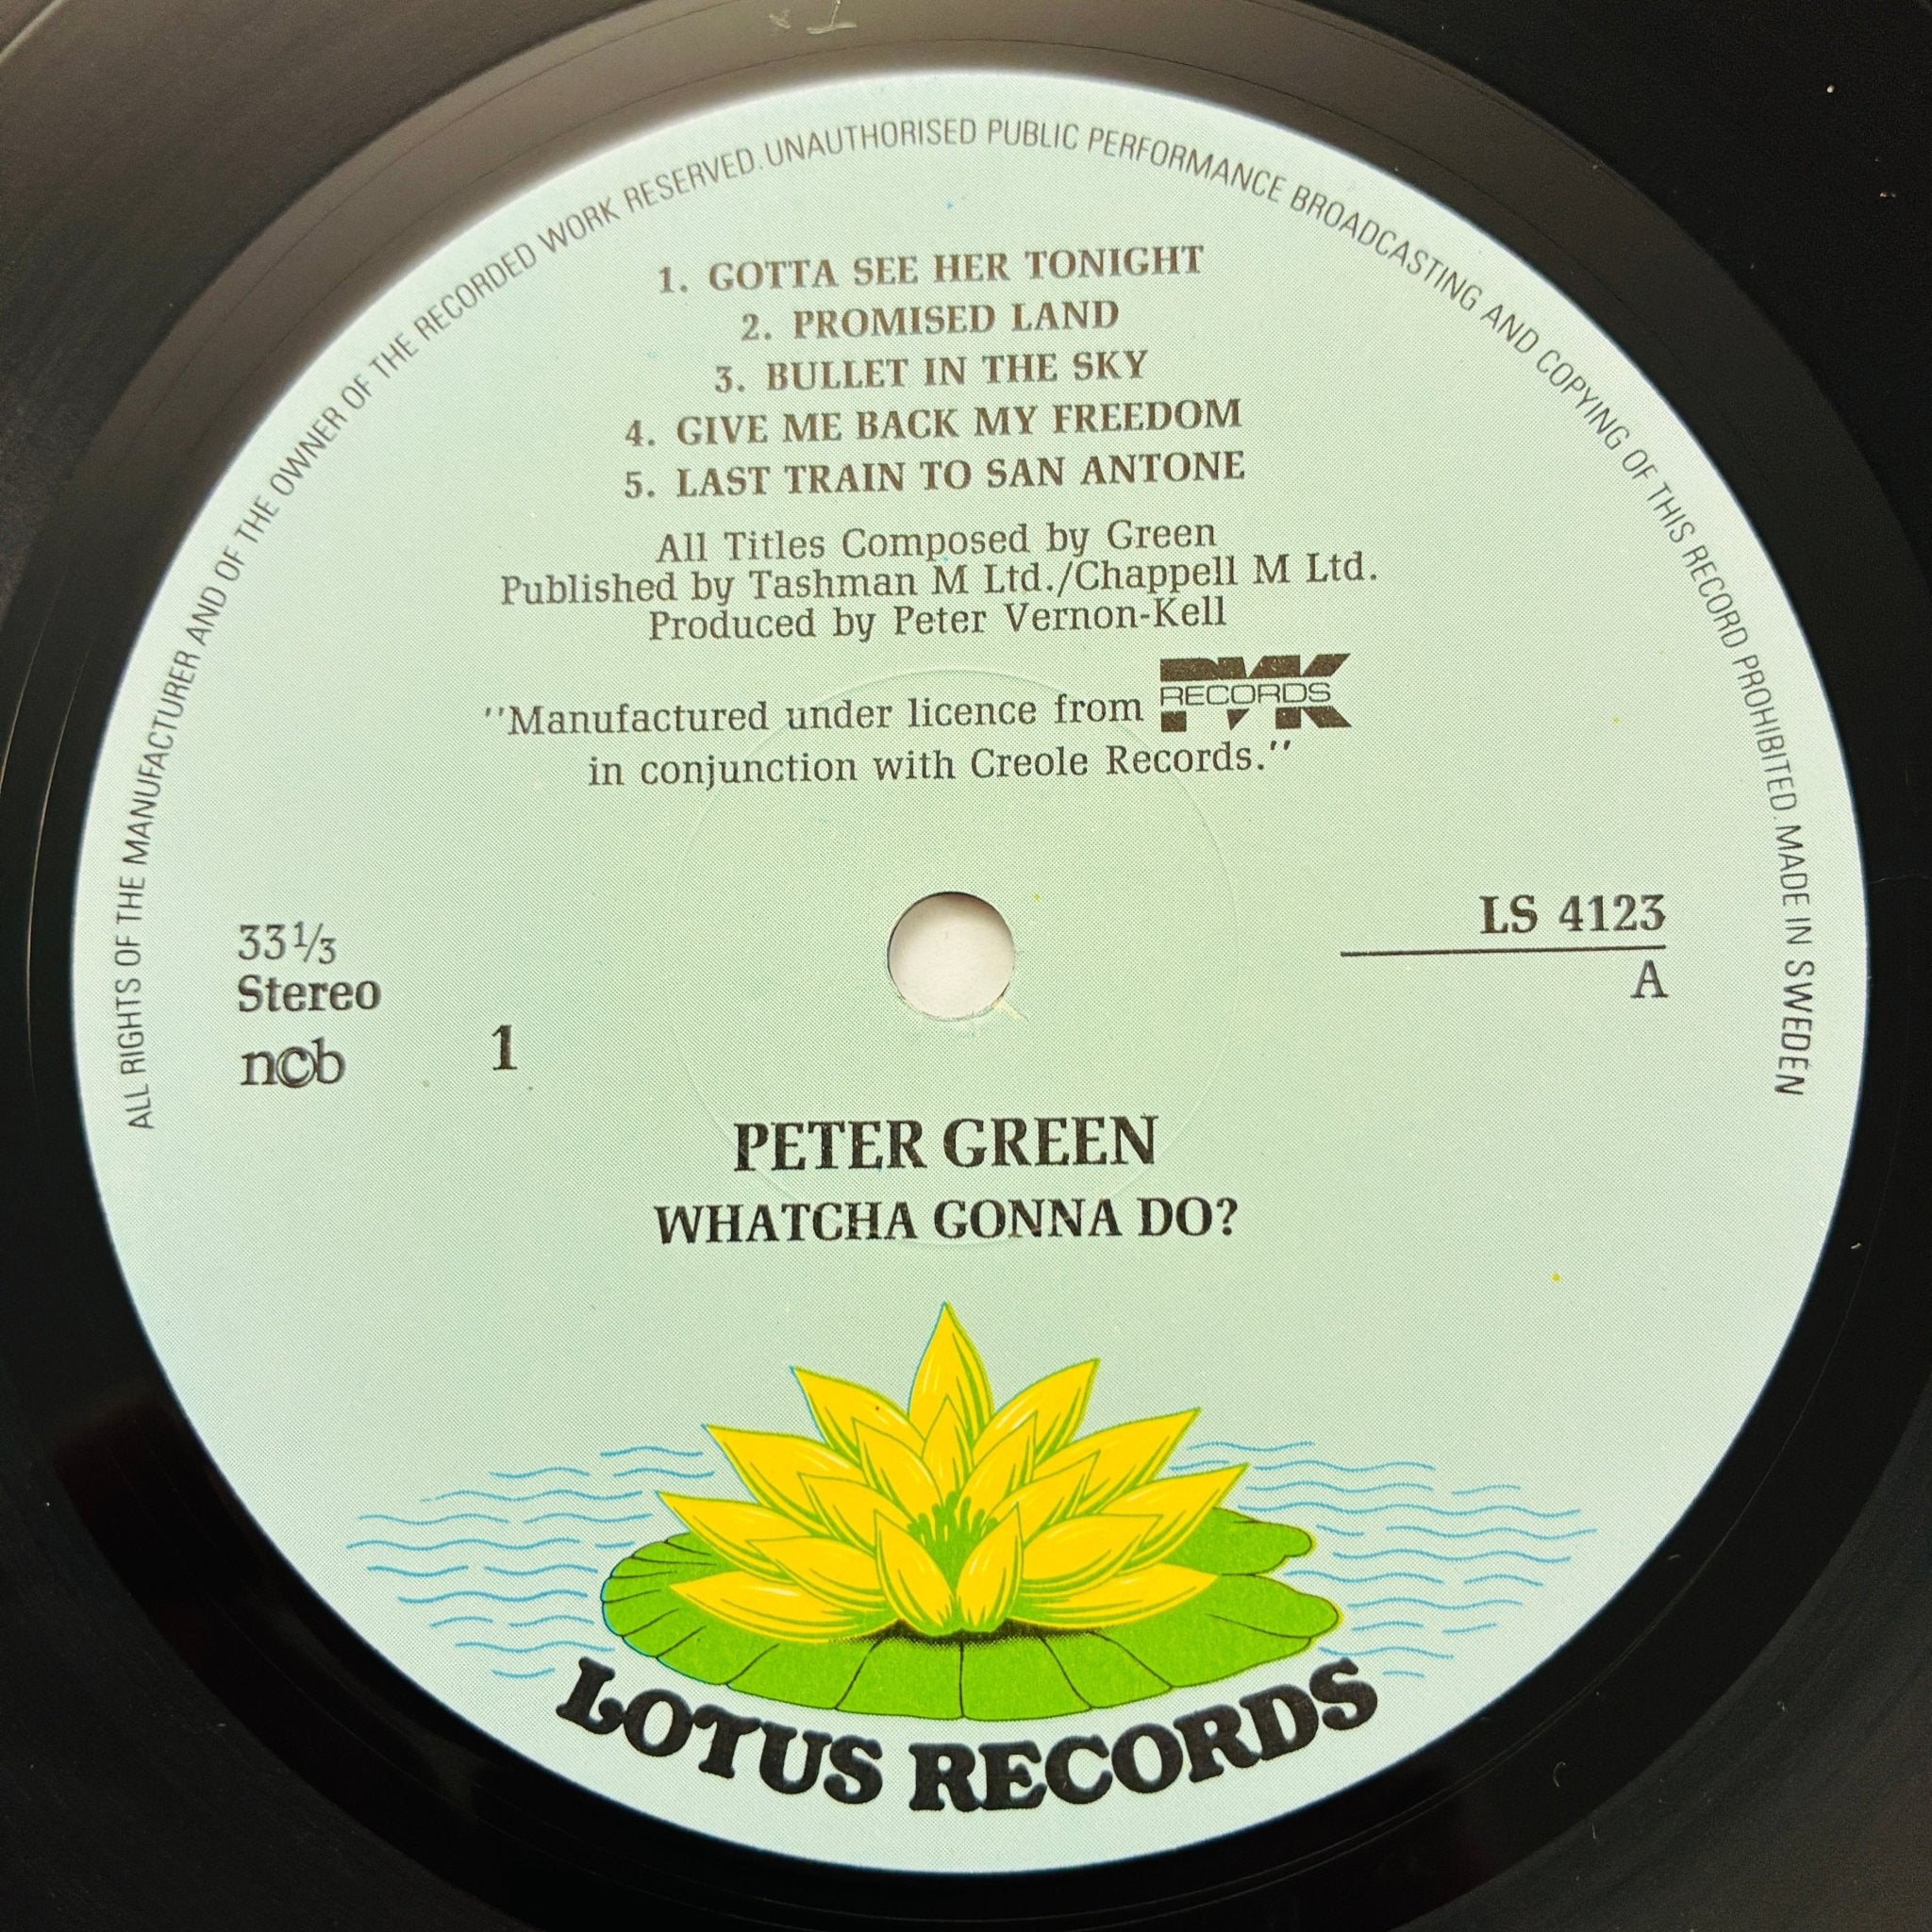 ALL RIGHTS OF THE MANUFACTURER AND OF THE OWNER OF THE RECORDED WORK RESERVED. UNAUTHORISED PUBLIC PERFORMANCE BROADCASTING AND COPYING OF THIS RECORD PROHIBITED. MADE IN SWEDEN
1. GOTTA SEE HER TONIGHT
2. PROMISED LAND
3. BULLET IN THE SKY
4. GIVE ME BACK MY FREEDOM
5. LAST TRAIN TO SAN ANTONE
All Titles Composed by Green
Published by Tashman M Ltd./Chappell M Ltd.
Produced by Peter Vernon-Kell
''Manufactured under licence from PVK RECORDS
in conjunction with Creole Records.''
33⅓
Stereo
ncb
1
LS 4123
A
PETER GREEN
WHATCHA GONNA DO?
LOTUS RECORDS